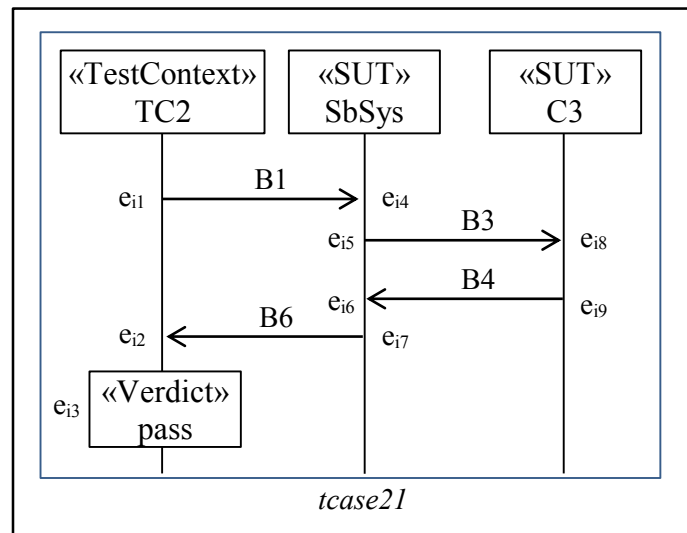 «TestContext»
TC2
«SUT»
SbSys
«SUT»
C3
B1
ei1
ei4
B3
ei5
ei8
B4
ei6
ei9
B6
ei2
ei7
ei3
«Verdict»
pass
tcase21